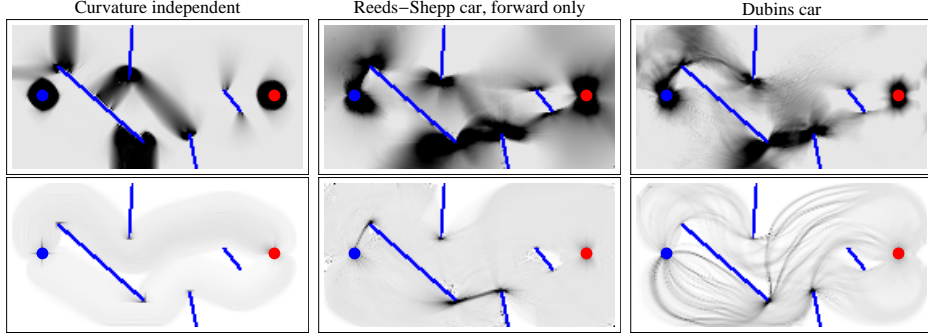 Curvature independent
Reeds−Shepp car, forward only
Dubins car